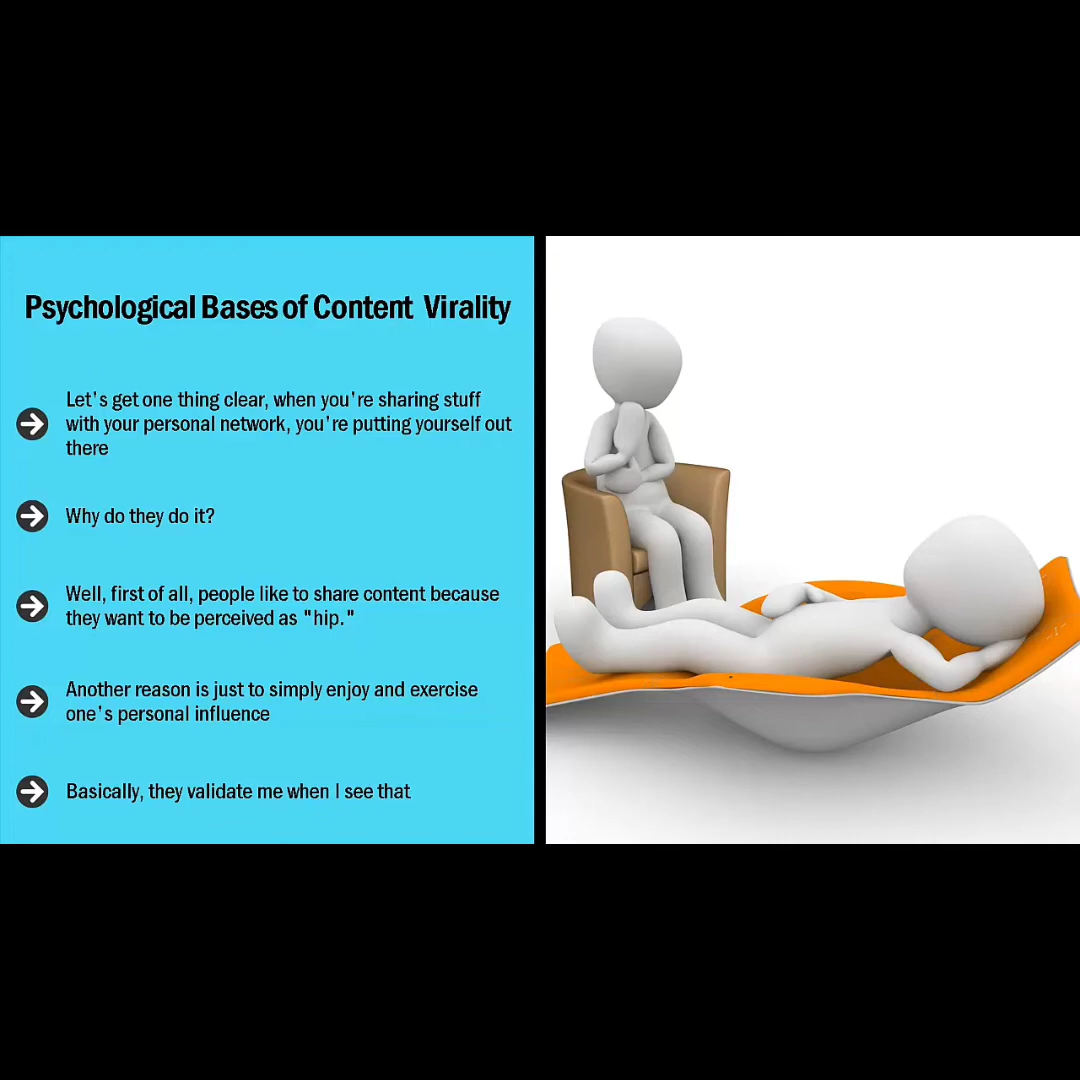 Psychological Bases of Content Virality
Let's get one thing clear, when you're sharing stuff
with your personal network, you're putting yourself out
there
Why do they do it?
Well, first of all, people like to share content because
they want to be perceived as "hip."
Another reason is just to simply enjoy and exercise
one's personal influence
Basically, they validate me when I see that